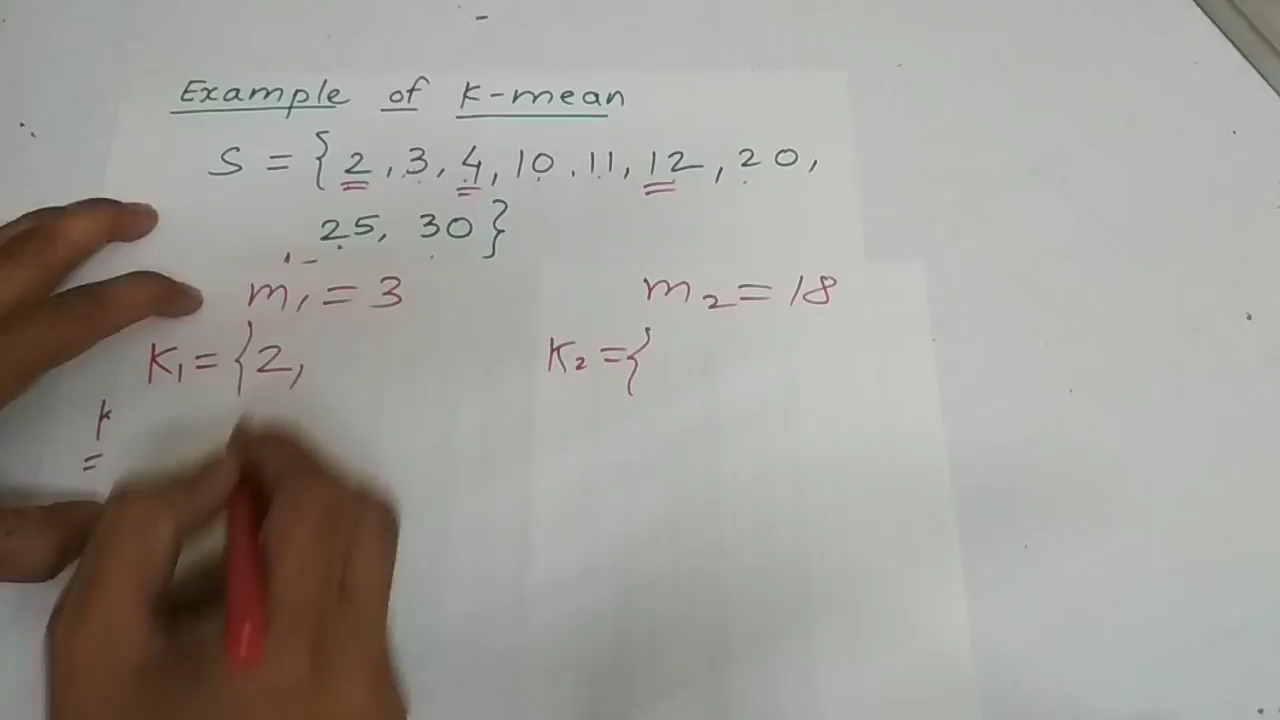 Example of K-mean
S = {2, 3, 4, 10, 11, 12, 20,
25, 30}
m1 = 3 m2 = 18
K1 = {2, K2 = {
k
=